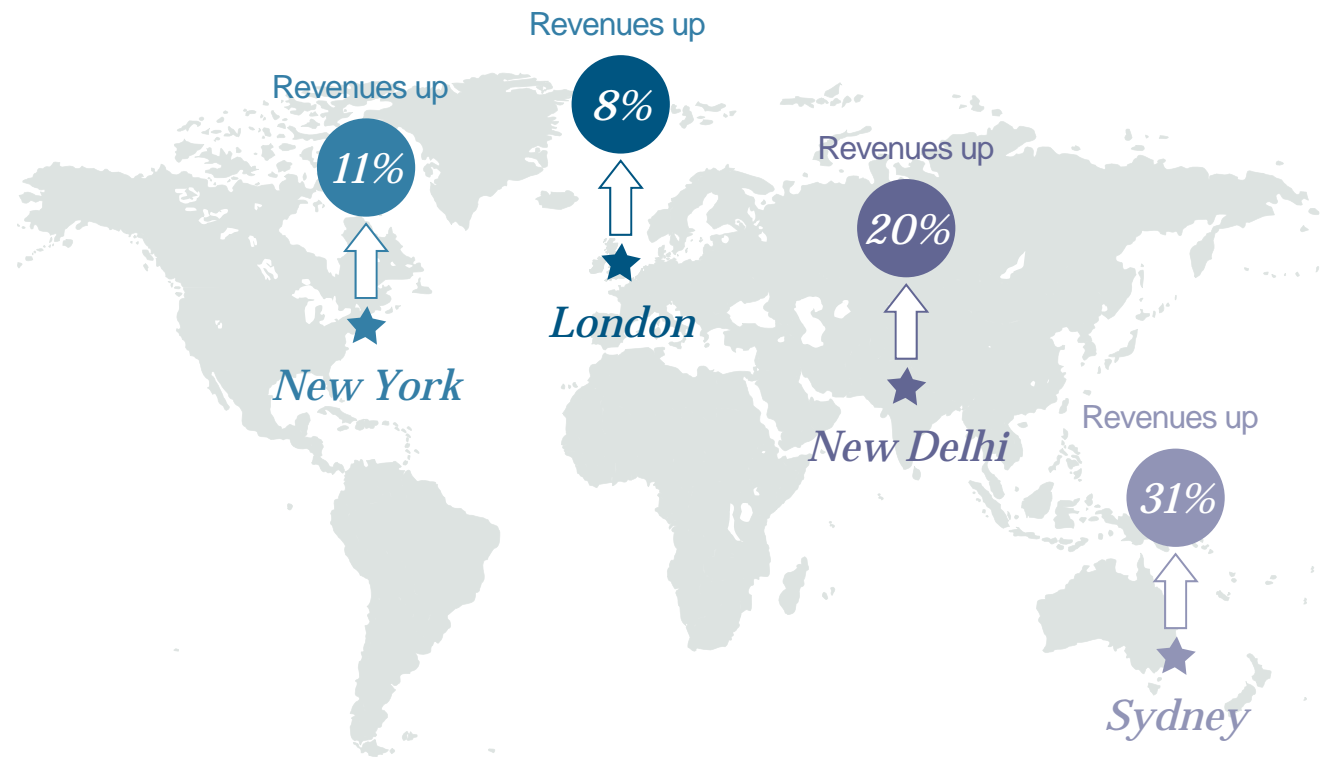 Revenues up
8%
London
Revenues up
11%
New York
Revenues up
20%
New Delhi
Revenues up
31%
Sydney